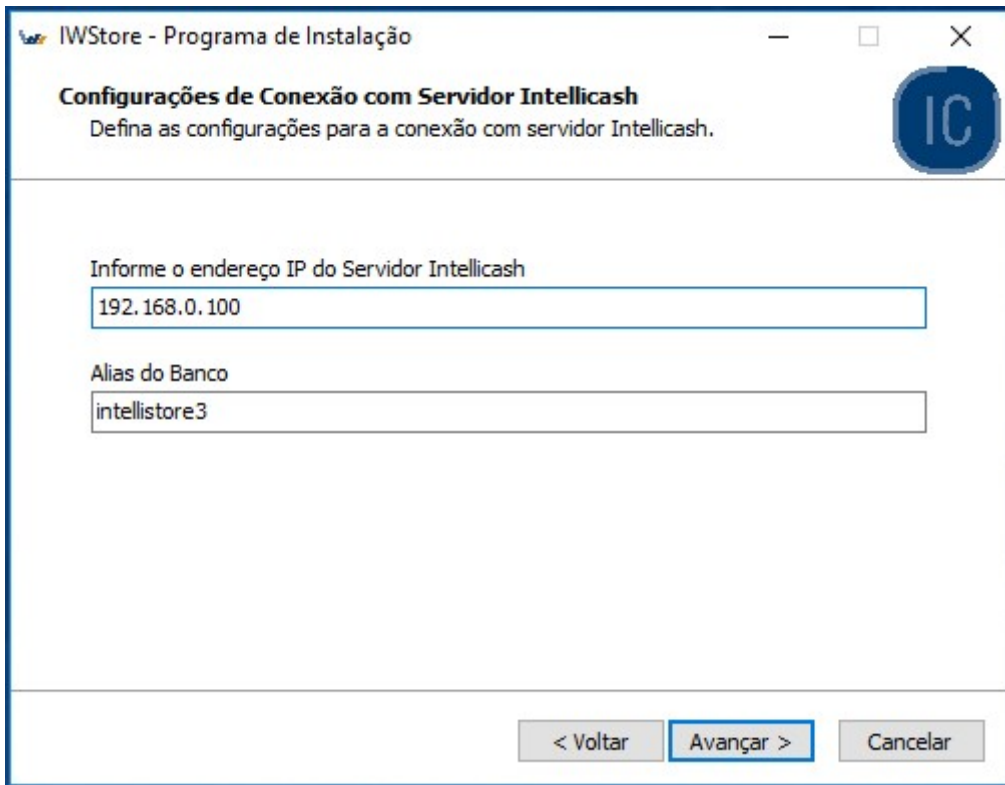 IWStore - Programa de Instalação
Configurações de Conexão com Servidor Intellicash
Defina as configurações para a conexão com servidor Intellicash.
IC
Informe o endereço IP do Servidor Intellicash
192.168.0.100
Alias do Banco
intellistore3
< Voltar
Avançar >
Cancelar